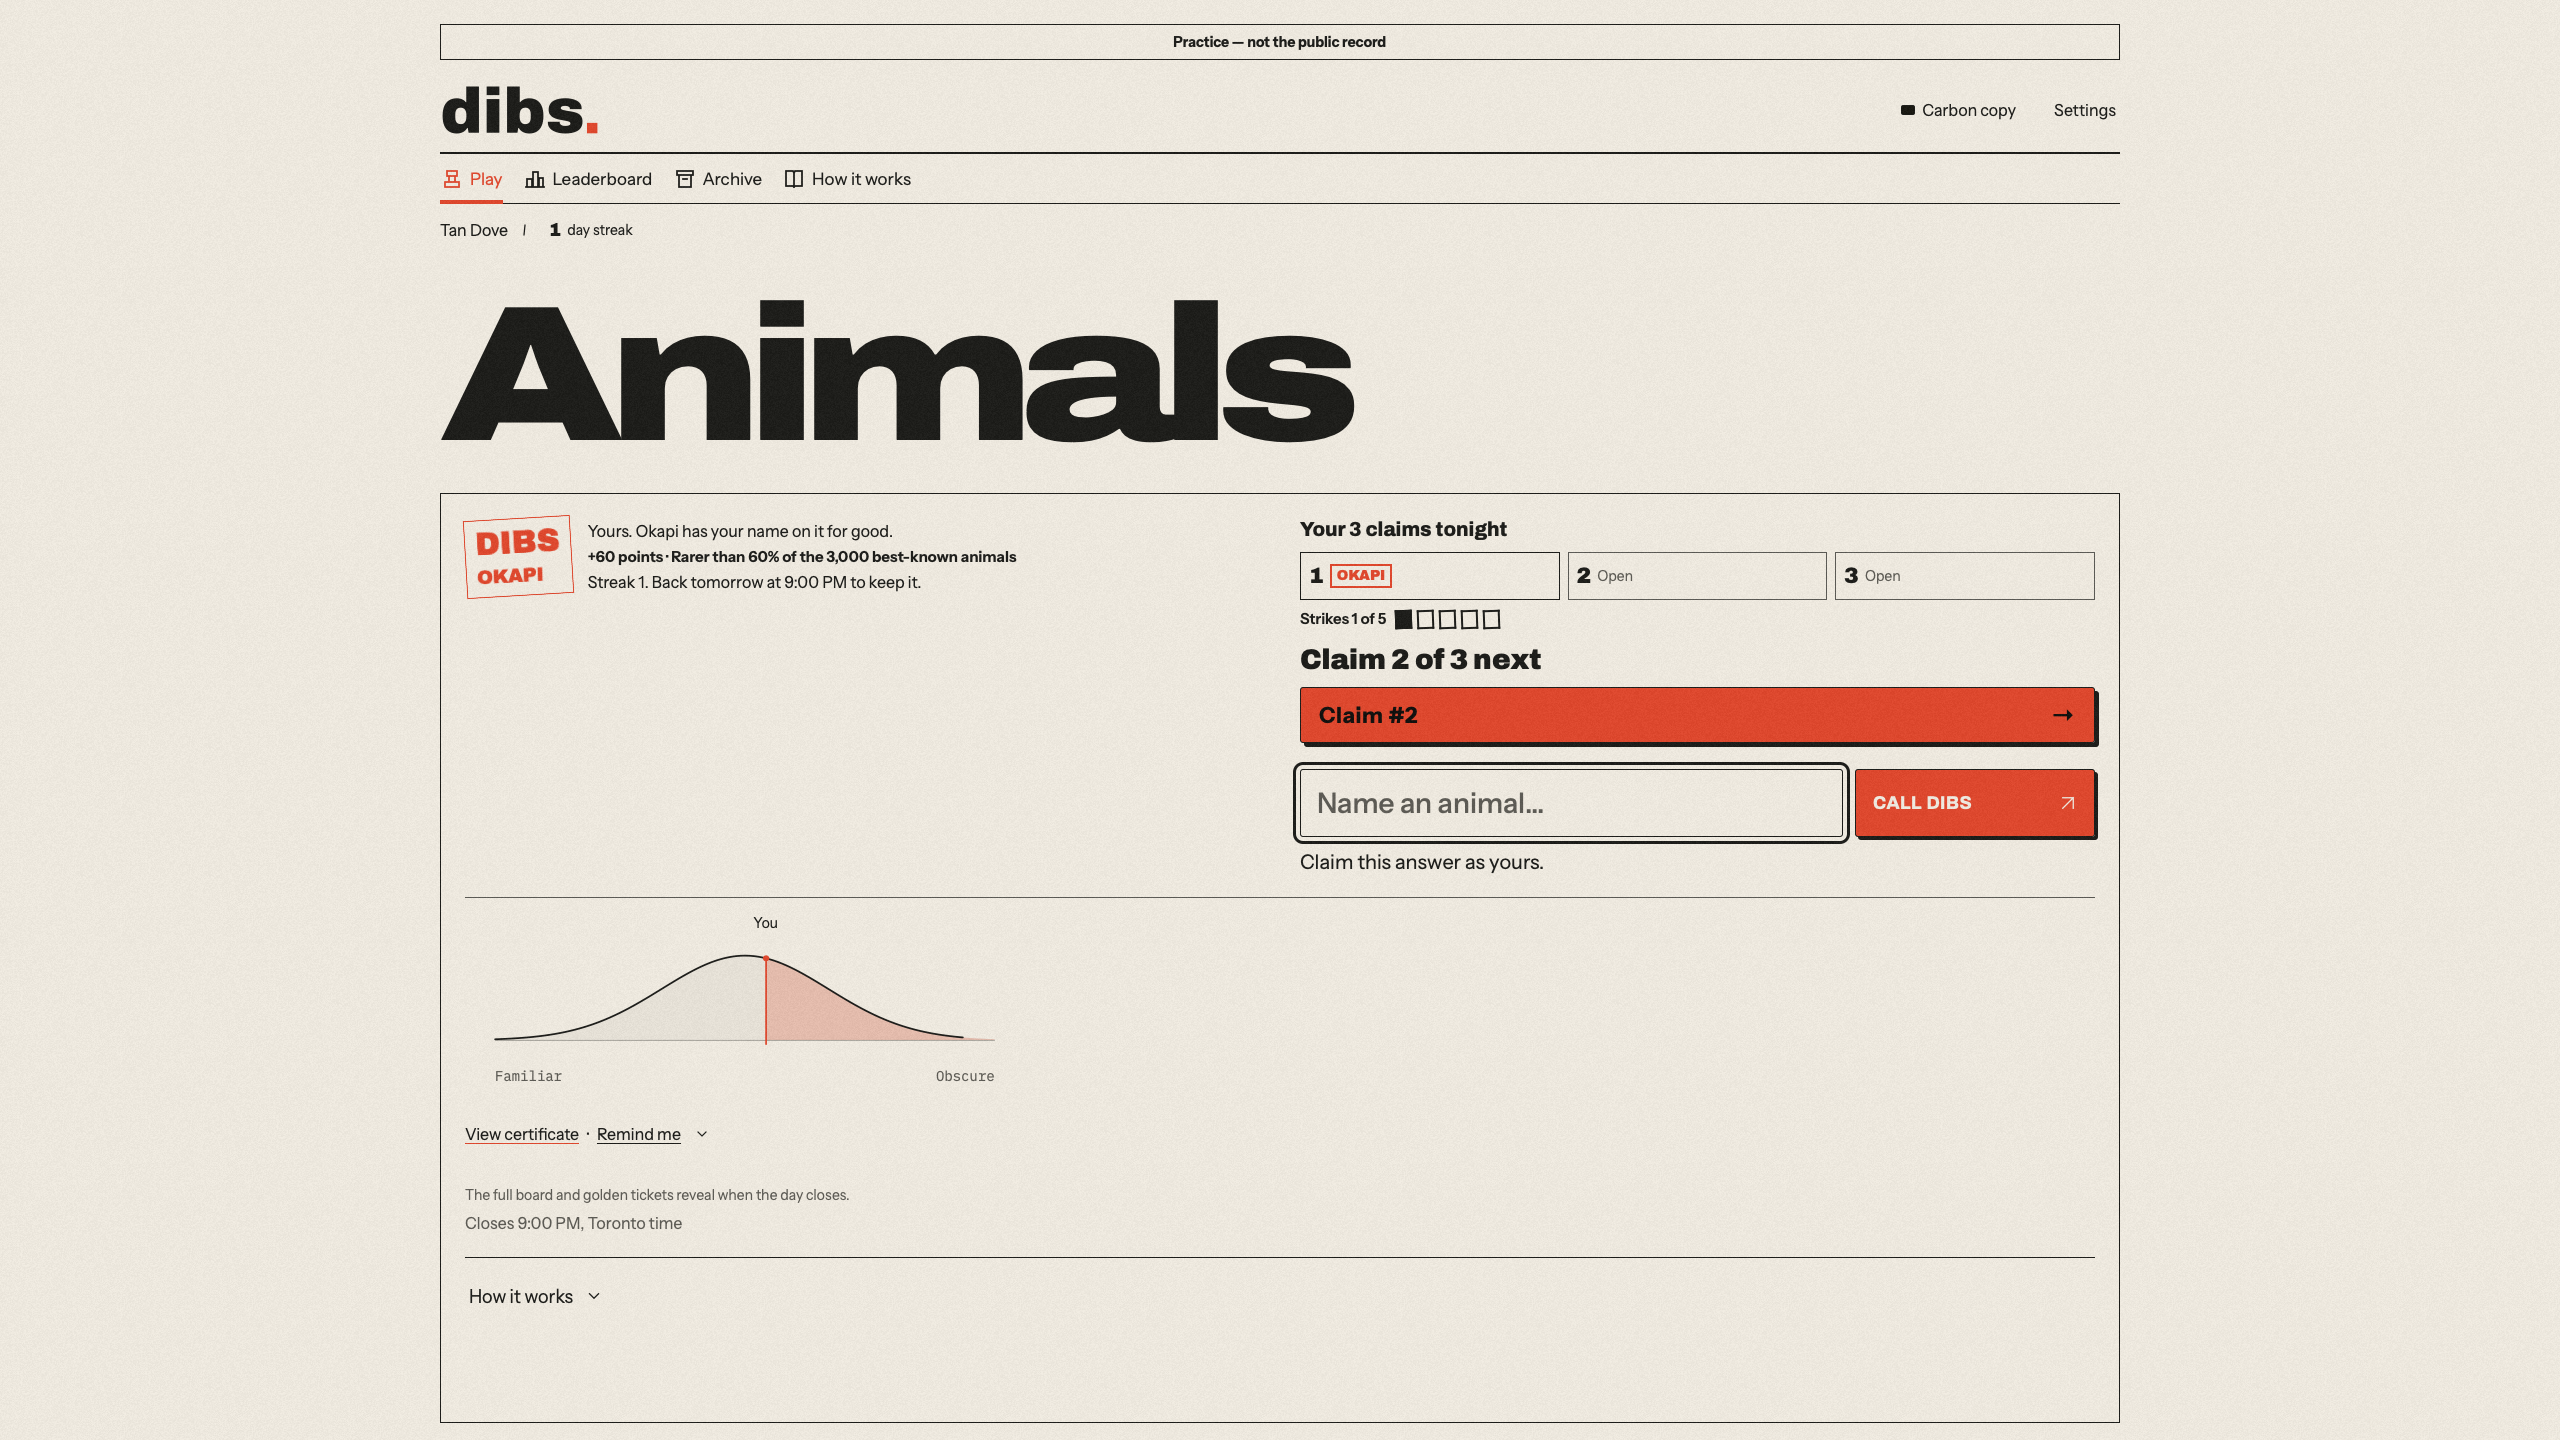 Practice — not the public record
dibs.
Carbon copy
Settings
Play
Leaderboard
Archive
How it works
Tan Dove / 1 day streak
Animals
DIBS
OKAPI
Yours. Okapi has your name on it for good.
+60 points · Rarer than 60% of the 3,000 best-known animals
Streak 1. Back tomorrow at 9:00 PM to keep it.
Your 3 claims tonight
1 OKAPI
2 Open
3 Open
Strikes 1 of 5
Claim 2 of 3 next
Claim #2 →
Name an animal...
CALL DIBS
Claim this answer as yours.
You
Familiar
Obscure
View certificate · Remind me
The full board and golden tickets reveal when the day closes.
Closes 9:00 PM, Toronto time
How it works